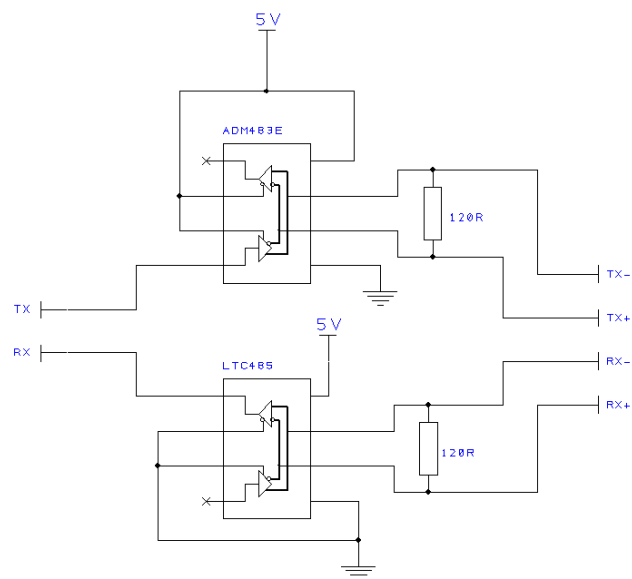 5V
ADM483E
120R
TX-
TX
TX+
5V
RX
RX-
LTC485
RX+
120R